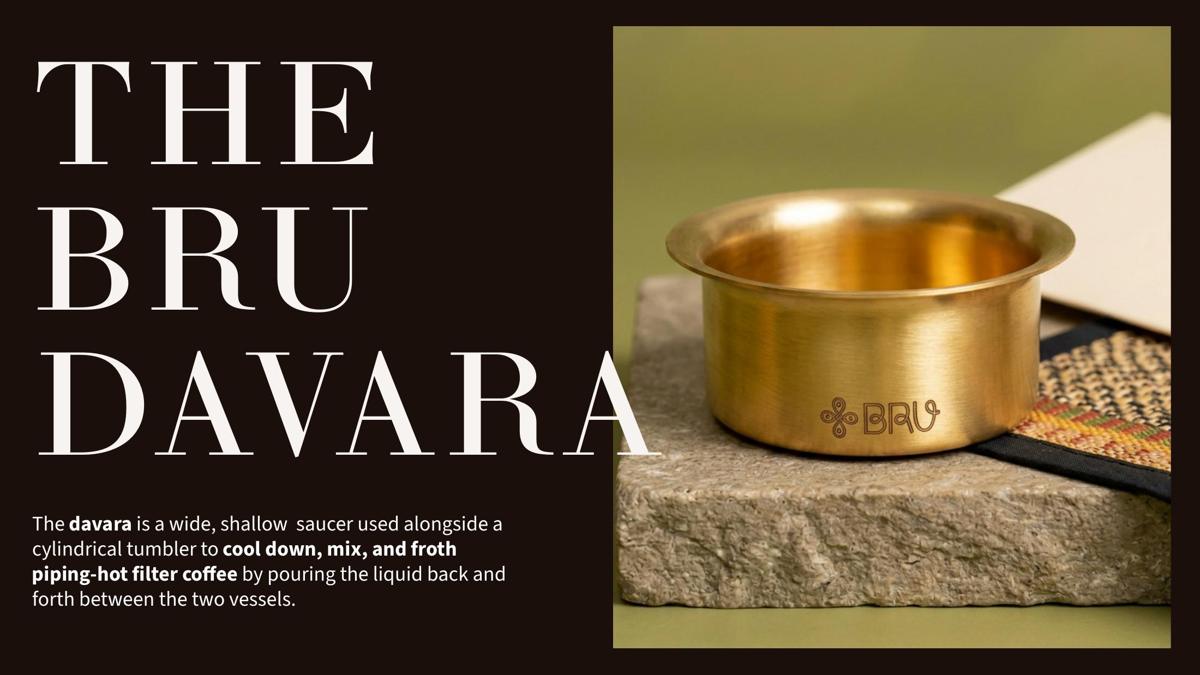 THE
BRU
DAVARA
The davara is a wide, shallow  saucer used alongside a
cylindrical tumbler to cool down, mix, and froth
piping-hot filter coffee by pouring the liquid back and
forth between the two vessels.
BRU